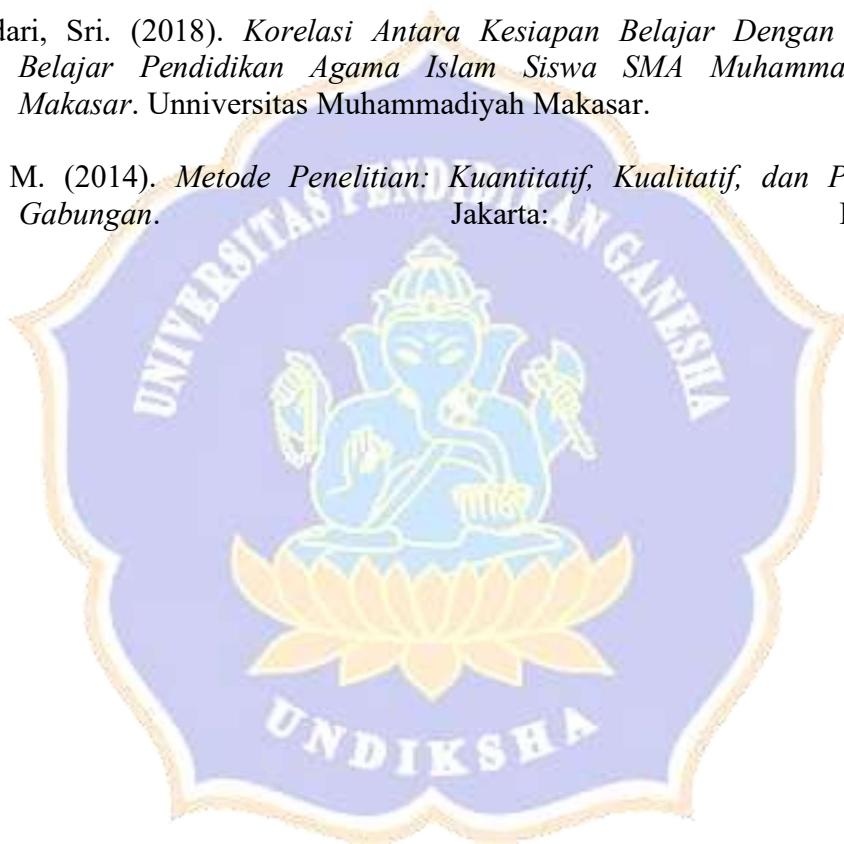 dari, Sri. (2018). Korelasi Antara Kesiapan Belajar Dengan
Belajar Pendidikan Agama Islam Siswa SMA Muhamma
Makasar. Unniversitas Muhammadiyah Makasar.
M. (2014). Metode Penelitian: Kuantitatif, Kualitatif, dan P
Gabungan. Jakarta:
UNIVERSITAS PENDIDIKAN GANESHA
UNDIKSHA